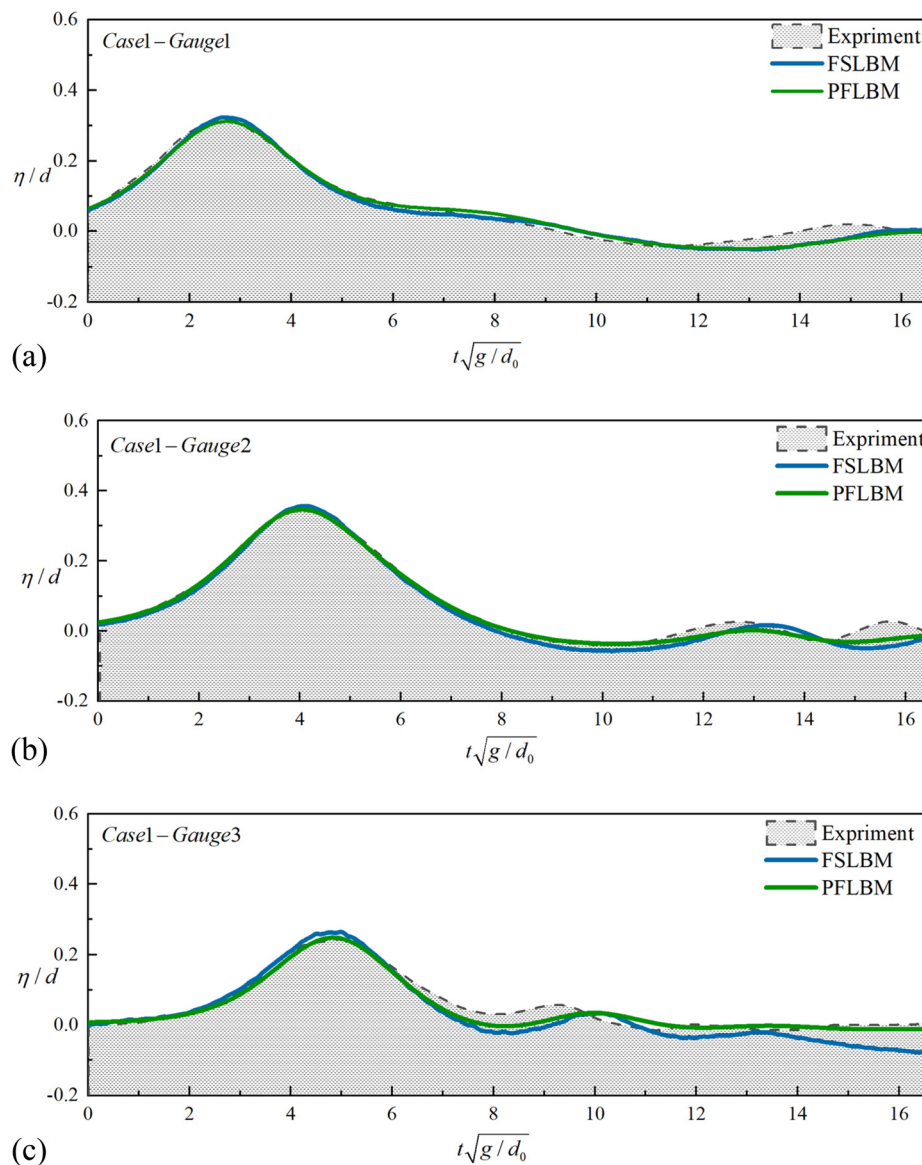 0.6
Case1–Gauge1
Expriment
FSLBM
PFLBM
0.4
η / d
0.2
0.0
-0.2
0 2 4 6 8 10 12 14 16
(a)
t√g / d₀
0.6
Case1–Gauge2
Expriment
FSLBM
PFLBM
0.4
η / d
0.2
0.0
-0.2
0 2 4 6 8 10 12 14 16
(b)
t√g / d₀
0.6
Case1–Gauge3
Expriment
FSLBM
PFLBM
0.4
η / d
0.2
0.0
-0.2
0 2 4 6 8 10 12 14 16
(c)
t√g / d₀